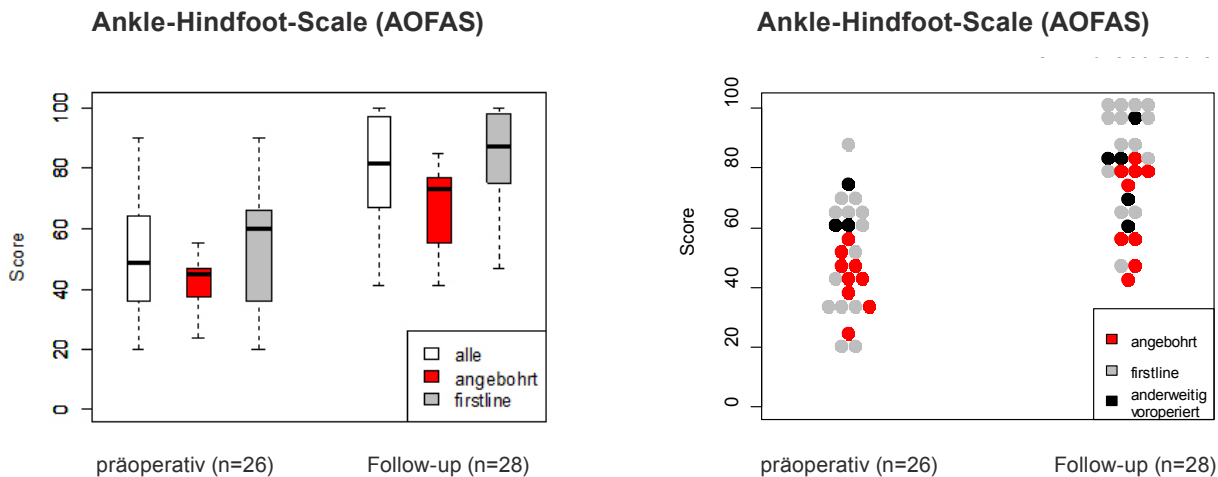 Ankle-Hindfoot-Scale (AOFAS)
Score
0
20
40
60
80
100
alle
angebohrt
firstline
präoperativ (n=26)
Follow-up (n=28)
Ankle-Hindfoot-Scale (AOFAS)
Score
0
20
40
60
80
100
angebohrt
firstline
anderweitig
voroperiert
präoperativ (n=26)
Follow-up (n=28)